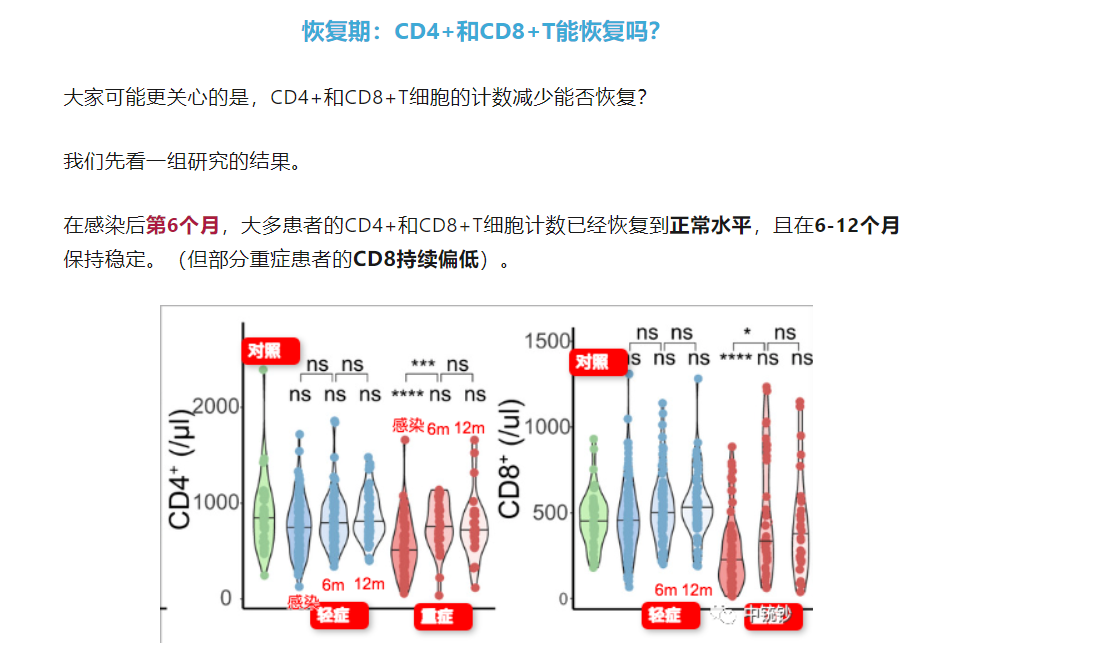 恢复期：CD4+和CD8+T能恢复吗？
大家可能更关心的是，CD4+和CD8+T细胞的计数减少能否恢复？
我们先看一组研究的结果。
在感染后第6个月，大多患者的CD4+和CD8+T细胞计数已经恢复到正常水平，且在6-12个月
保持稳定。（但部分重症患者的CD8持续偏低）。
CD4⁺ (/μl)
对照
ns ns *** ns
ns ns ns **** ns ns
感染 6m 12m
2000
1000
0
感染 6m 12m
轻症 重症
CD8⁺ (/ul)
1500
对照
ns ns * ns
ns ns **** ns ns
1000
500
0
6m 12m
轻症